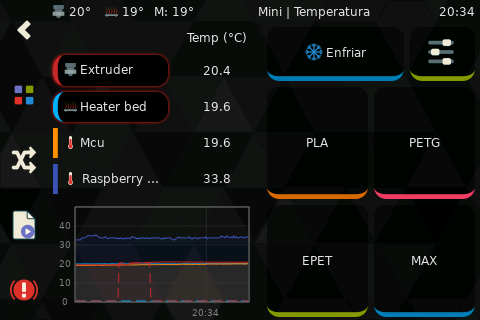 20° 19° M: 19° Mini | Temperatura 20:34
Temp (°C)
Extruder 20.4
Heater bed 19.6
Mcu 19.6
Raspberry ... 33.8
Enfriar
PLA PETG
EPET MAX
40
30
20
10
0
20:34